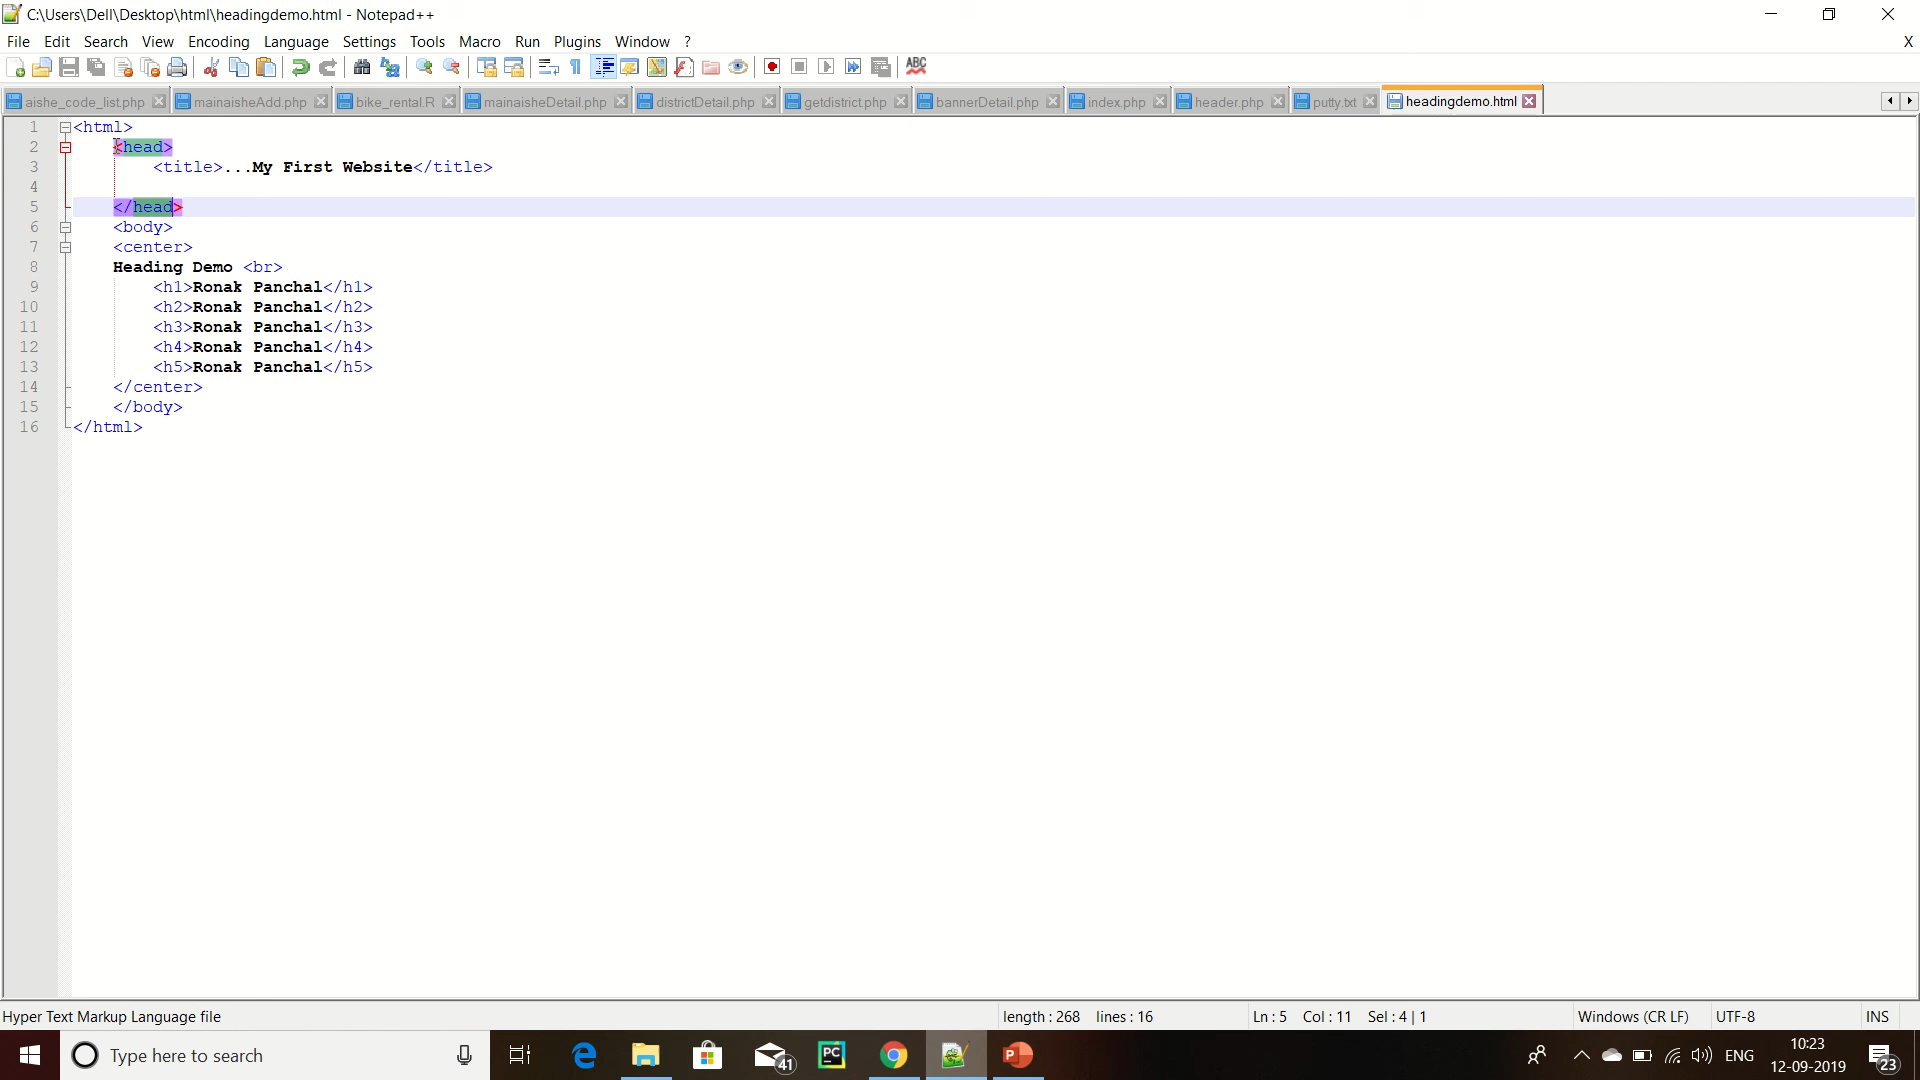 C:\Users\Dell\Desktop\html\headingdemo.html - Notepad++
File Edit Search View Encoding Language Settings Tools Macro Run Plugins Window ? X
ABC
aishe_code_list.php mainaisheAdd.php bike_rental.R mainaisheDetail.php districtDetail.php getdistrict.php bannerDetail.php index.php header.php putty.txt headingdemo.html
1 <html>
2 <head>
3 <title>...My First Website</title>
4
5 </head>
6 <body>
7 <center>
8 Heading Demo <br>
9 <h1>Ronak Panchal</h1>
10 <h2>Ronak Panchal</h2>
11 <h3>Ronak Panchal</h3>
12 <h4>Ronak Panchal</h4>
13 <h5>Ronak Panchal</h5>
14 </center>
15 </body>
16 </html>
Hyper Text Markup Language file length : 268 lines : 16 Ln : 5 Col : 11 Sel : 4 | 1 Windows (CR LF) UTF-8 INS
Type here to search 41 PC P ENG 10:23 23
12-09-2019